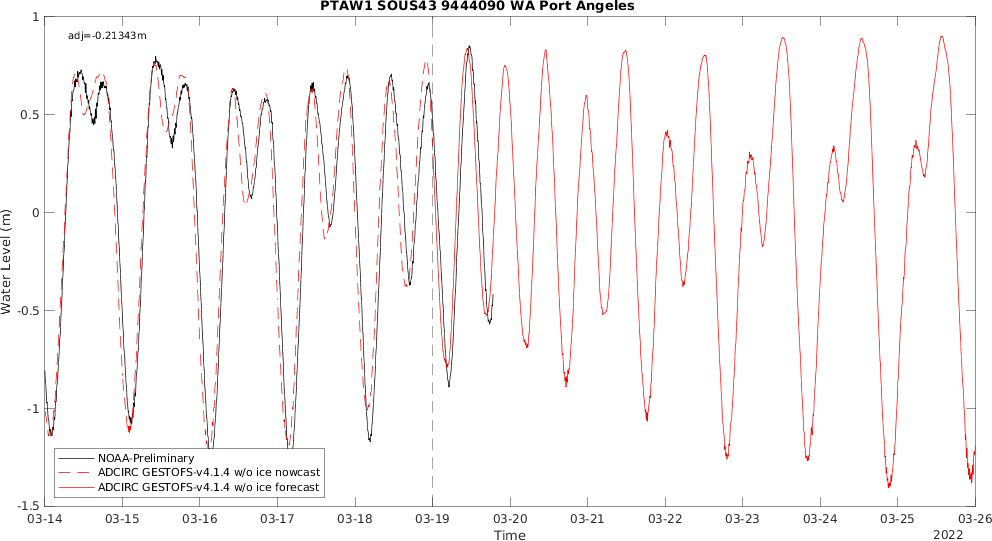 PTAW1 SOUS43 9444090 WA Port Angeles
adj=-0.21343m
1
0.5
0
-0.5
-1
-1.5
Water Level (m)
NOAA-Preliminary
ADCIRC GESTOFS-v4.1.4 w/o ice nowcast
ADCIRC GESTOFS-v4.1.4 w/o ice forecast
03-14 03-15 03-16 03-17 03-18 03-19 03-20 03-21 03-22 03-23 03-24 03-25 03-26
Time
2022